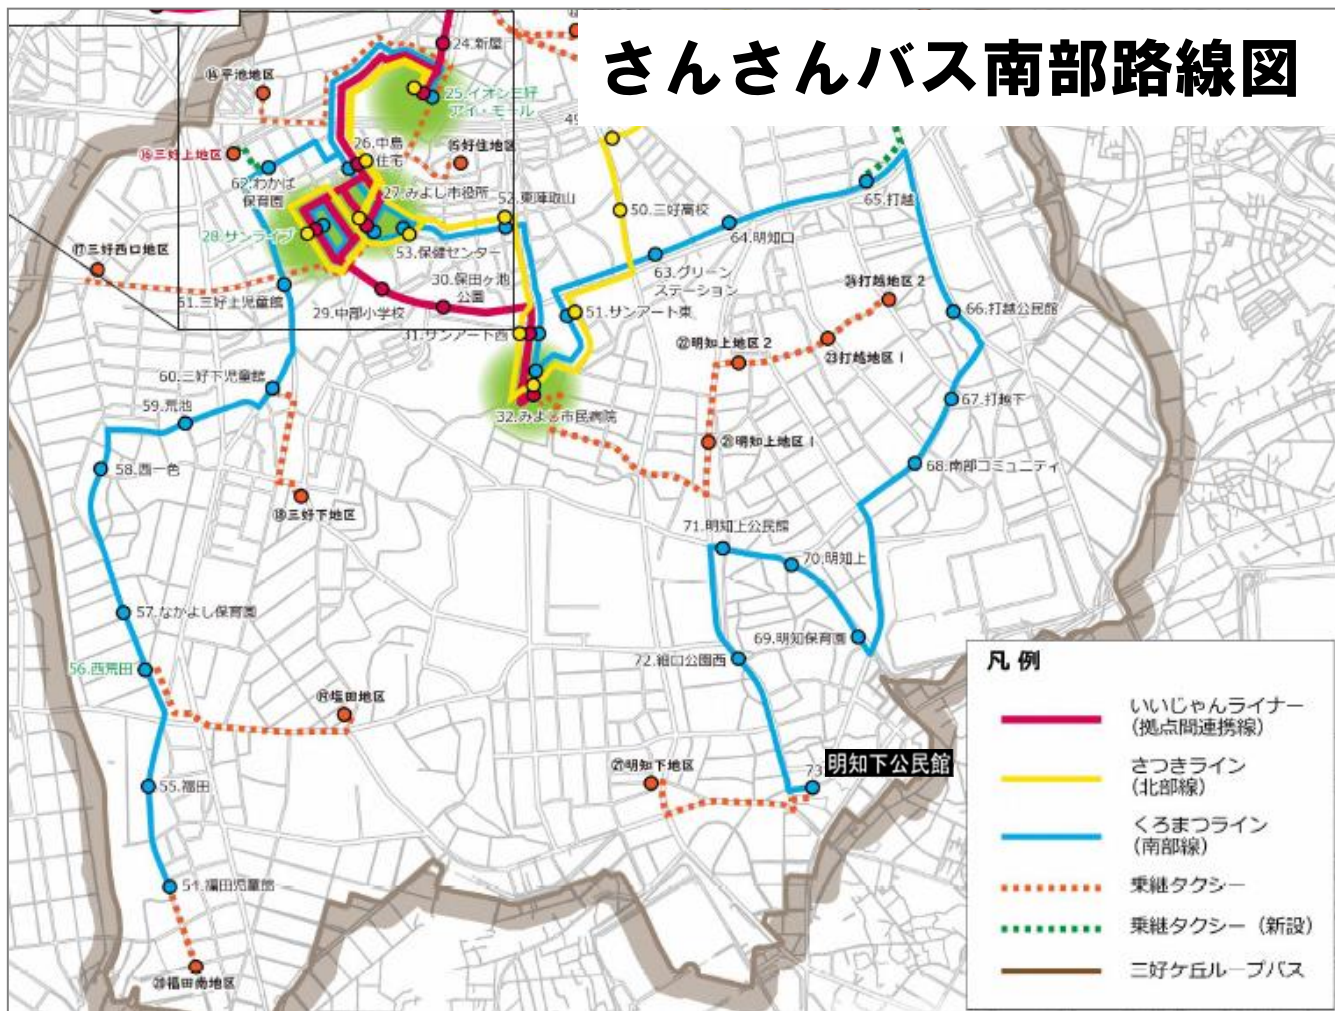 さんさんバス南部路線図
24.新屋
⑭平池地区
25.イオン三好
アイ・モール
26.中島
住宅
⑮好住地区
⑯三好上地区
62.わかば
保育園
27.みよし市役所
52.東陣取山
50.三好高校
65.打越
64.明知口
28.サンライブ
53.保健センター
⑰三好西口地区
63.グリーン
ステーション
30.保田ヶ池
公園
61.三好上児童館
29.中部小学校
51.サンアート東
㉔打越地区2
66.打越公民館
31.サンアート西
㉒明知上地区2
㉓打越地区1
60.三好下児童館
59.荒池
67.打越下
32.みよし市民病院
㉑明知上地区1
58.西一色
68.南部コミュニティ
⑱三好下地区
71.明知上公民館
70.明知上
57.なかよし保育園
69.明知保育園
56.西荒田
72.細口公園西
⑲塩田地区
㉑明知下地区
73
明知下公民館
55.福田
54.福田児童館
⑳福田南地区
凡例
いいじゃんライナー
(拠点間連携線)
さつきライン
(北部線)
くろまつライン
(南部線)
乗継タクシー
乗継タクシー(新設)
三好ケ丘ループバス